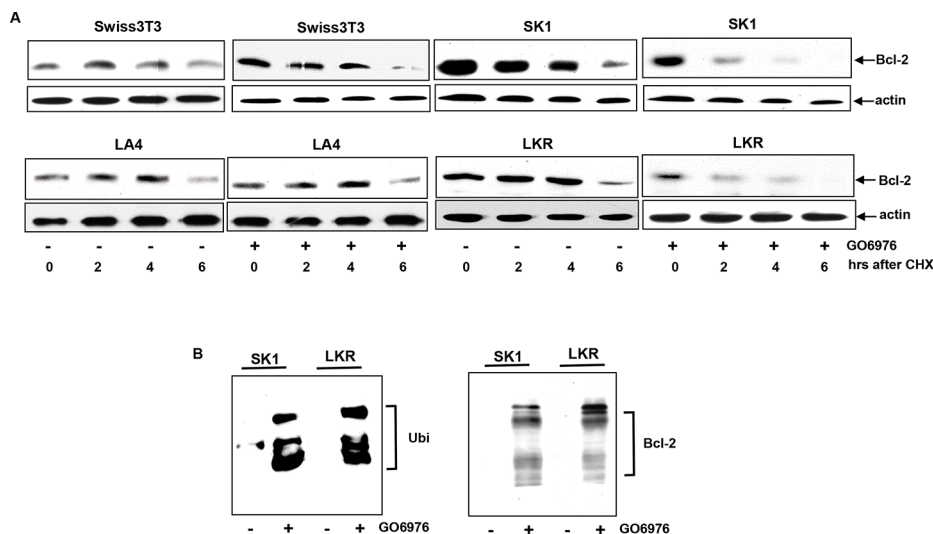 A
Swiss3T3 Swiss3T3 SK1 SK1
Bcl-2
actin
LA4 LA4 LKR LKR
Bcl-2
actin
- - - - + + + + - - - - + + + + GO6976
0 2 4 6 0 2 4 6 0 2 4 6 0 2 4 6 hrs after CHX
B
SK1 LKR SK1 LKR
Ubi
Bcl-2
- + - + GO6976 - + - + GO6976